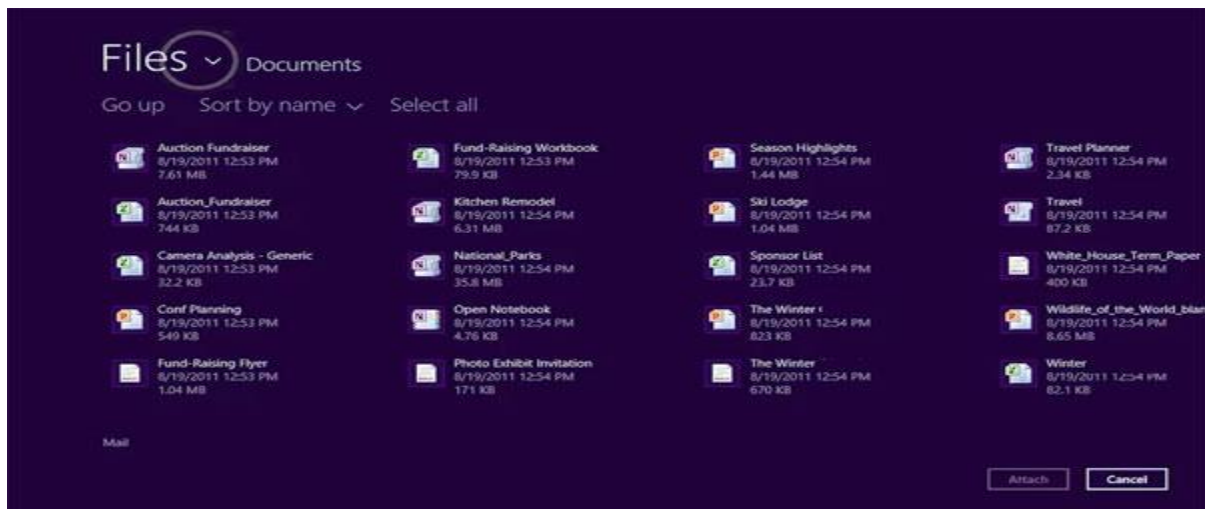 Files Documents
Go up Sort by name Select all
Auction Fundraiser
8/19/2011 12:53 PM
7.61 MB
Auction_Fundraiser
8/19/2011 12:53 PM
744 KB
Camera Analysis - Generic
8/19/2011 12:53 PM
32.2 KB
Conf Planning
8/19/2011 12:53 PM
549 KB
Fund-Raising Flyer
8/19/2011 12:53 PM
1.04 MB
Fund-Raising Workbook
8/19/2011 12:53 PM
79.9 KB
Kitchen Remodel
8/19/2011 12:54 PM
6.31 MB
National_Parks
8/19/2011 12:54 PM
35.8 MB
Open Notebook
8/19/2011 12:54 PM
4.76 KB
Photo Exhibit Invitation
8/19/2011 12:54 PM
171 KB
Season Highlights
8/19/2011 12:54 PM
1.44 MB
Ski Lodge
8/19/2011 12:54 PM
1.04 MB
Sponsor List
8/19/2011 12:54 PM
23.7 KB
The Winter
8/19/2011 12:54 PM
823 KB
The Winter
8/19/2011 12:54 PM
670 KB
Travel Planner
8/19/2011 12:54 PM
2.34 KB
Travel
8/19/2011 12:54 PM
87.2 KB
White_House_Term_Paper
8/19/2011 12:54 PM
400 KB
Wildlife_of_the_World_blan
8/19/2011 12:54 PM
8.65 MB
Winter
8/19/2011 12:54 PM
82.1 KB
Mail
Attach Cancel